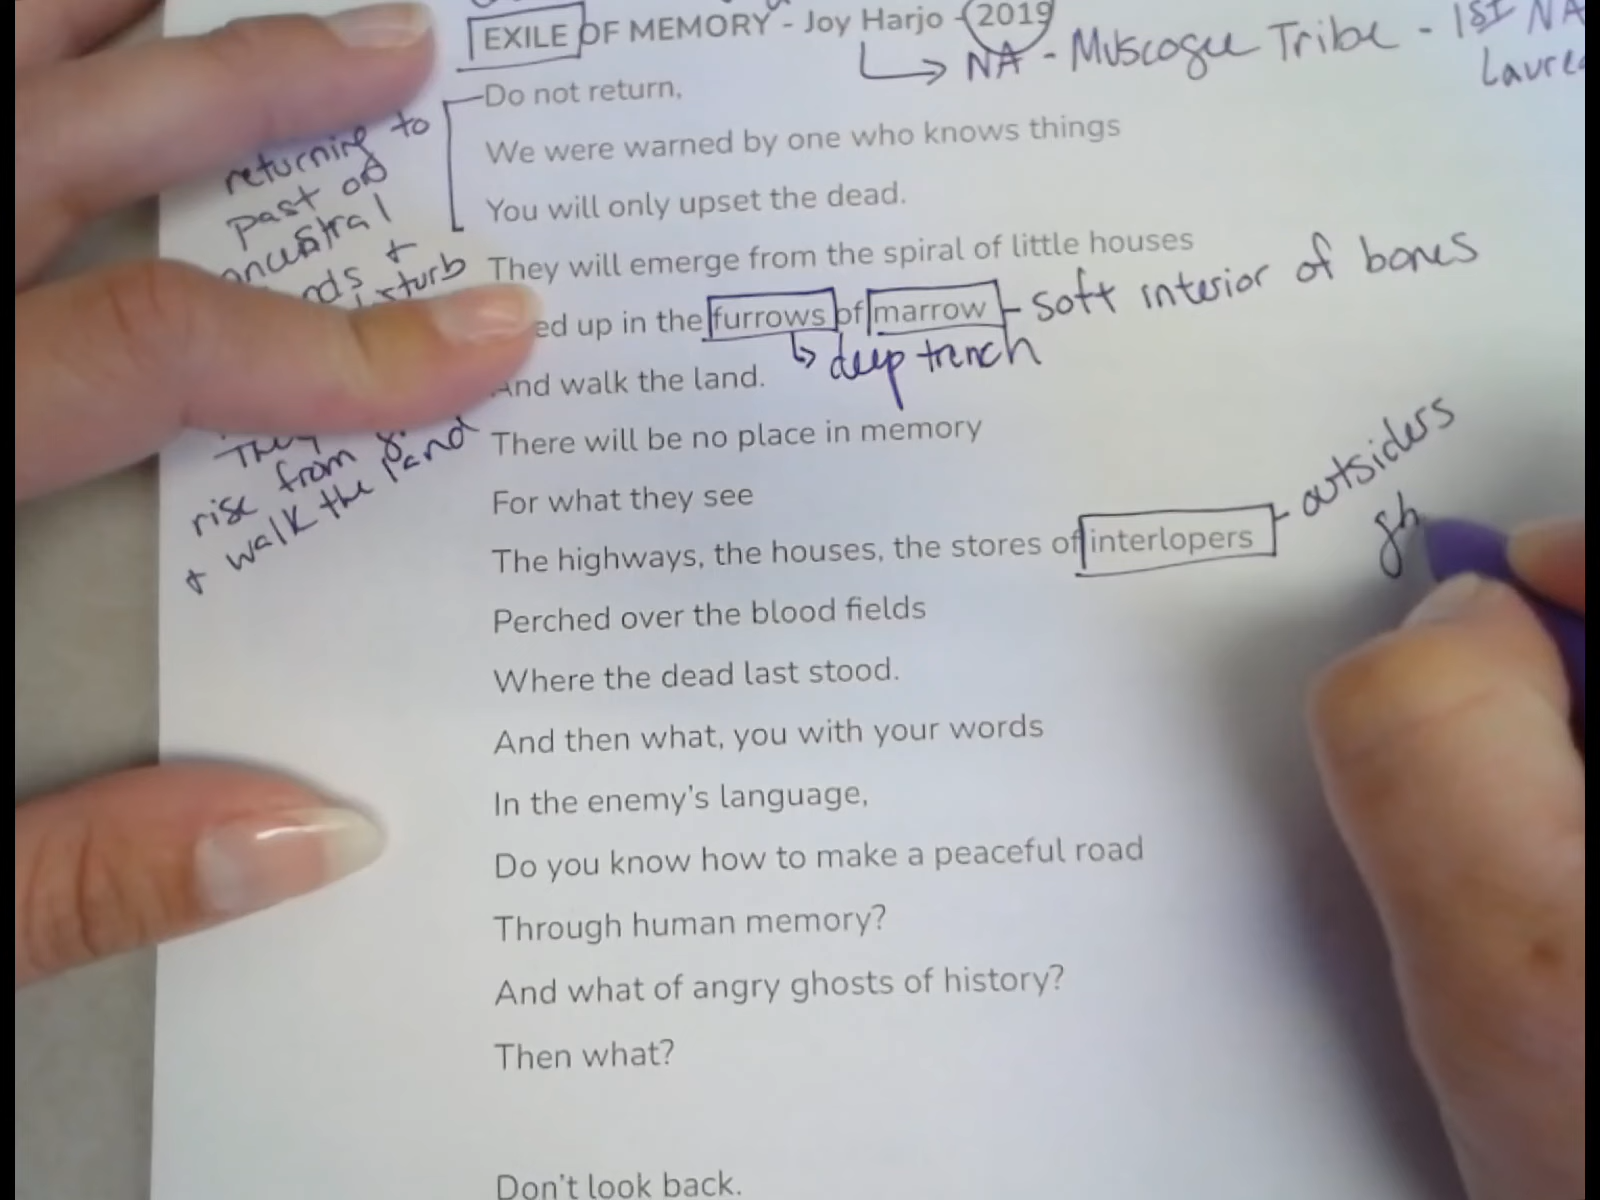 EXILE OF MEMORY - Joy Harjo - 2019
NA - Muscogee Tribe - 1st NA
Do not return,
We were warned by one who knows things
You will only upset the dead.
They will emerge from the spiral of little houses
ed up in the furrows of marrow - soft interior of bones
deep trench
And walk the land.
There will be no place in memory
For what they see
The highways, the houses, the stores of interlopers - outsiders
Perched over the blood fields
Where the dead last stood.
And then what, you with your words
In the enemy's language,
Do you know how to make a peaceful road
Through human memory?
And what of angry ghosts of history?
Then what?
Don't look back.
returning to
past or
ancestral
They
rise from
+ walk the land